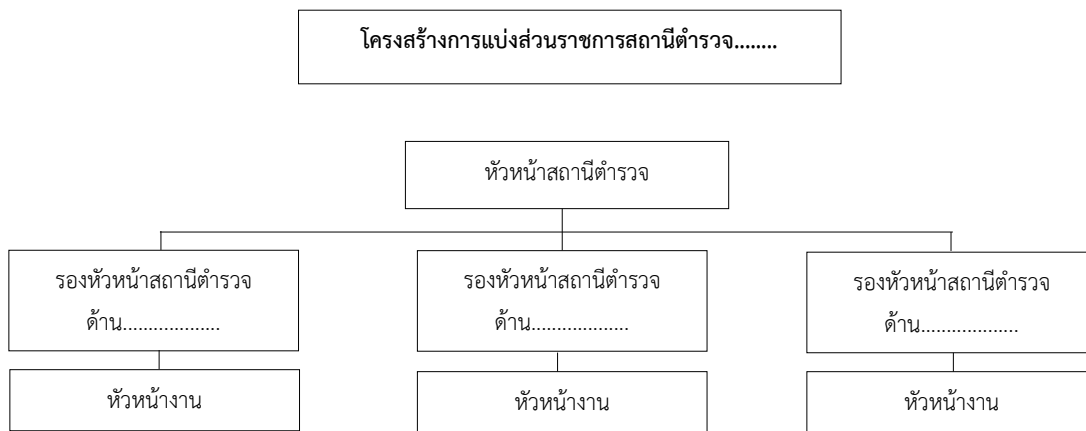 โครงสร้างการแบ่งส่วนราชการสถานีตำรวจ........
หัวหน้าสถานีตำรวจ
รองหัวหน้าสถานีตำรวจ
ด้าน...................
รองหัวหน้าสถานีตำรวจ
ด้าน...................
รองหัวหน้าสถานีตำรวจ
ด้าน...................
หัวหน้างาน
หัวหน้างาน
หัวหน้างาน